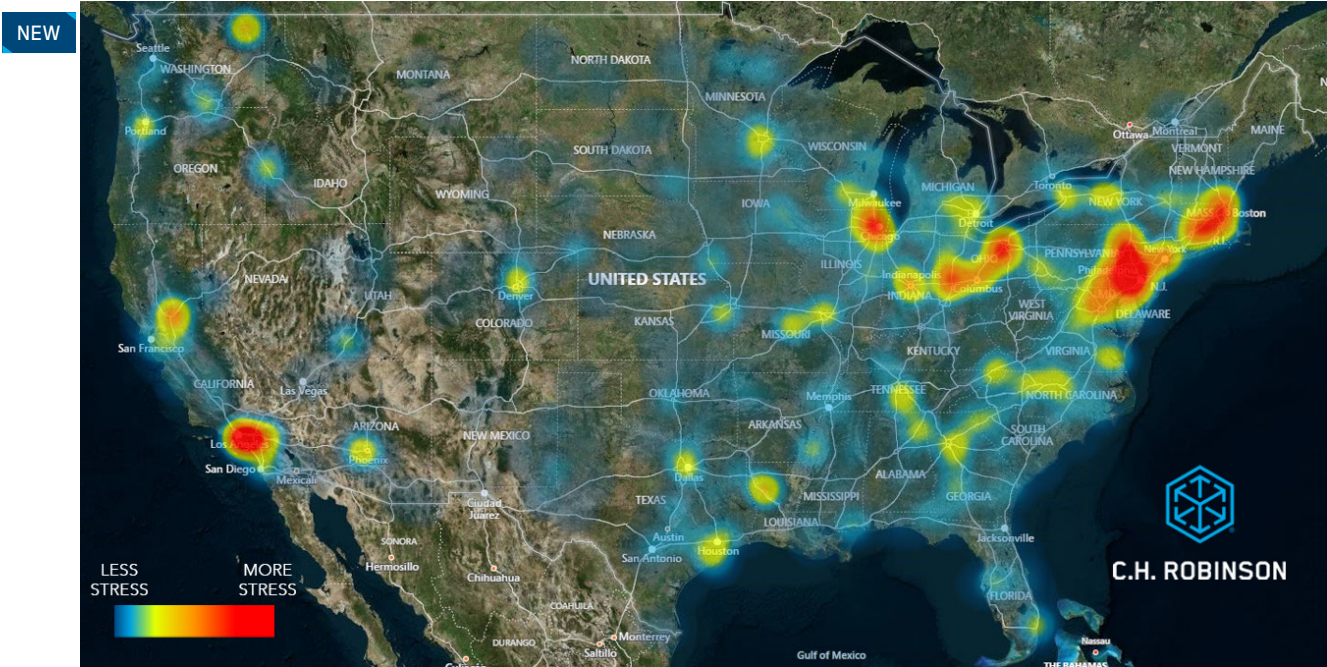 NEW
Seattle
WASHINGTON
MONTANA
NORTH DAKOTA
MINNESOTA
Ottawa
Montreal
MAINE
Portland
VERMONT
OREGON
IDAHO
SOUTH DAKOTA
WISCONSIN
NEW HAMPSHIRE
WYOMING
MICHIGAN
Toronto
IOWA
Milwaukee
NEW YORK
MASS
Boston
Detroit
NEBRASKA
Chicago
R.I.
OHIO
PENNSYLVANIA
New York
NEVADA
UNITED STATES
ILLINOIS
Indianapolis
Philadelphia
UTAH
Denver
INDIANA
Columbus
MD
N.J.
COLORADO
KANSAS
MISSOURI
WEST
VIRGINIA
DELAWARE
San Francisco
KENTUCKY
VIRGINIA
CALIFORNIA
Las Vegas
OKLAHOMA
Memphis
TENNESSEE
NORTH CAROLINA
ARIZONA
NEW MEXICO
ARKANSAS
SOUTH
CAROLINA
Los Angeles
San Diego
Phoenix
Mexicali
Dallas
ALABAMA
TEXAS
MISSISSIPPI
GEORGIA
Ciudad
Juárez
LOUISIANA
Austin
Jacksonville
SONORA
Hermosillo
San Antonio
Houston
LESS
STRESS
MORE
STRESS
Chihuahua
C.H. ROBINSON
FLORIDA
COAHUILA
DURANGO
Monterrey
Saltillo
Gulf of Mexico
Nassau
THE BAHAMAS